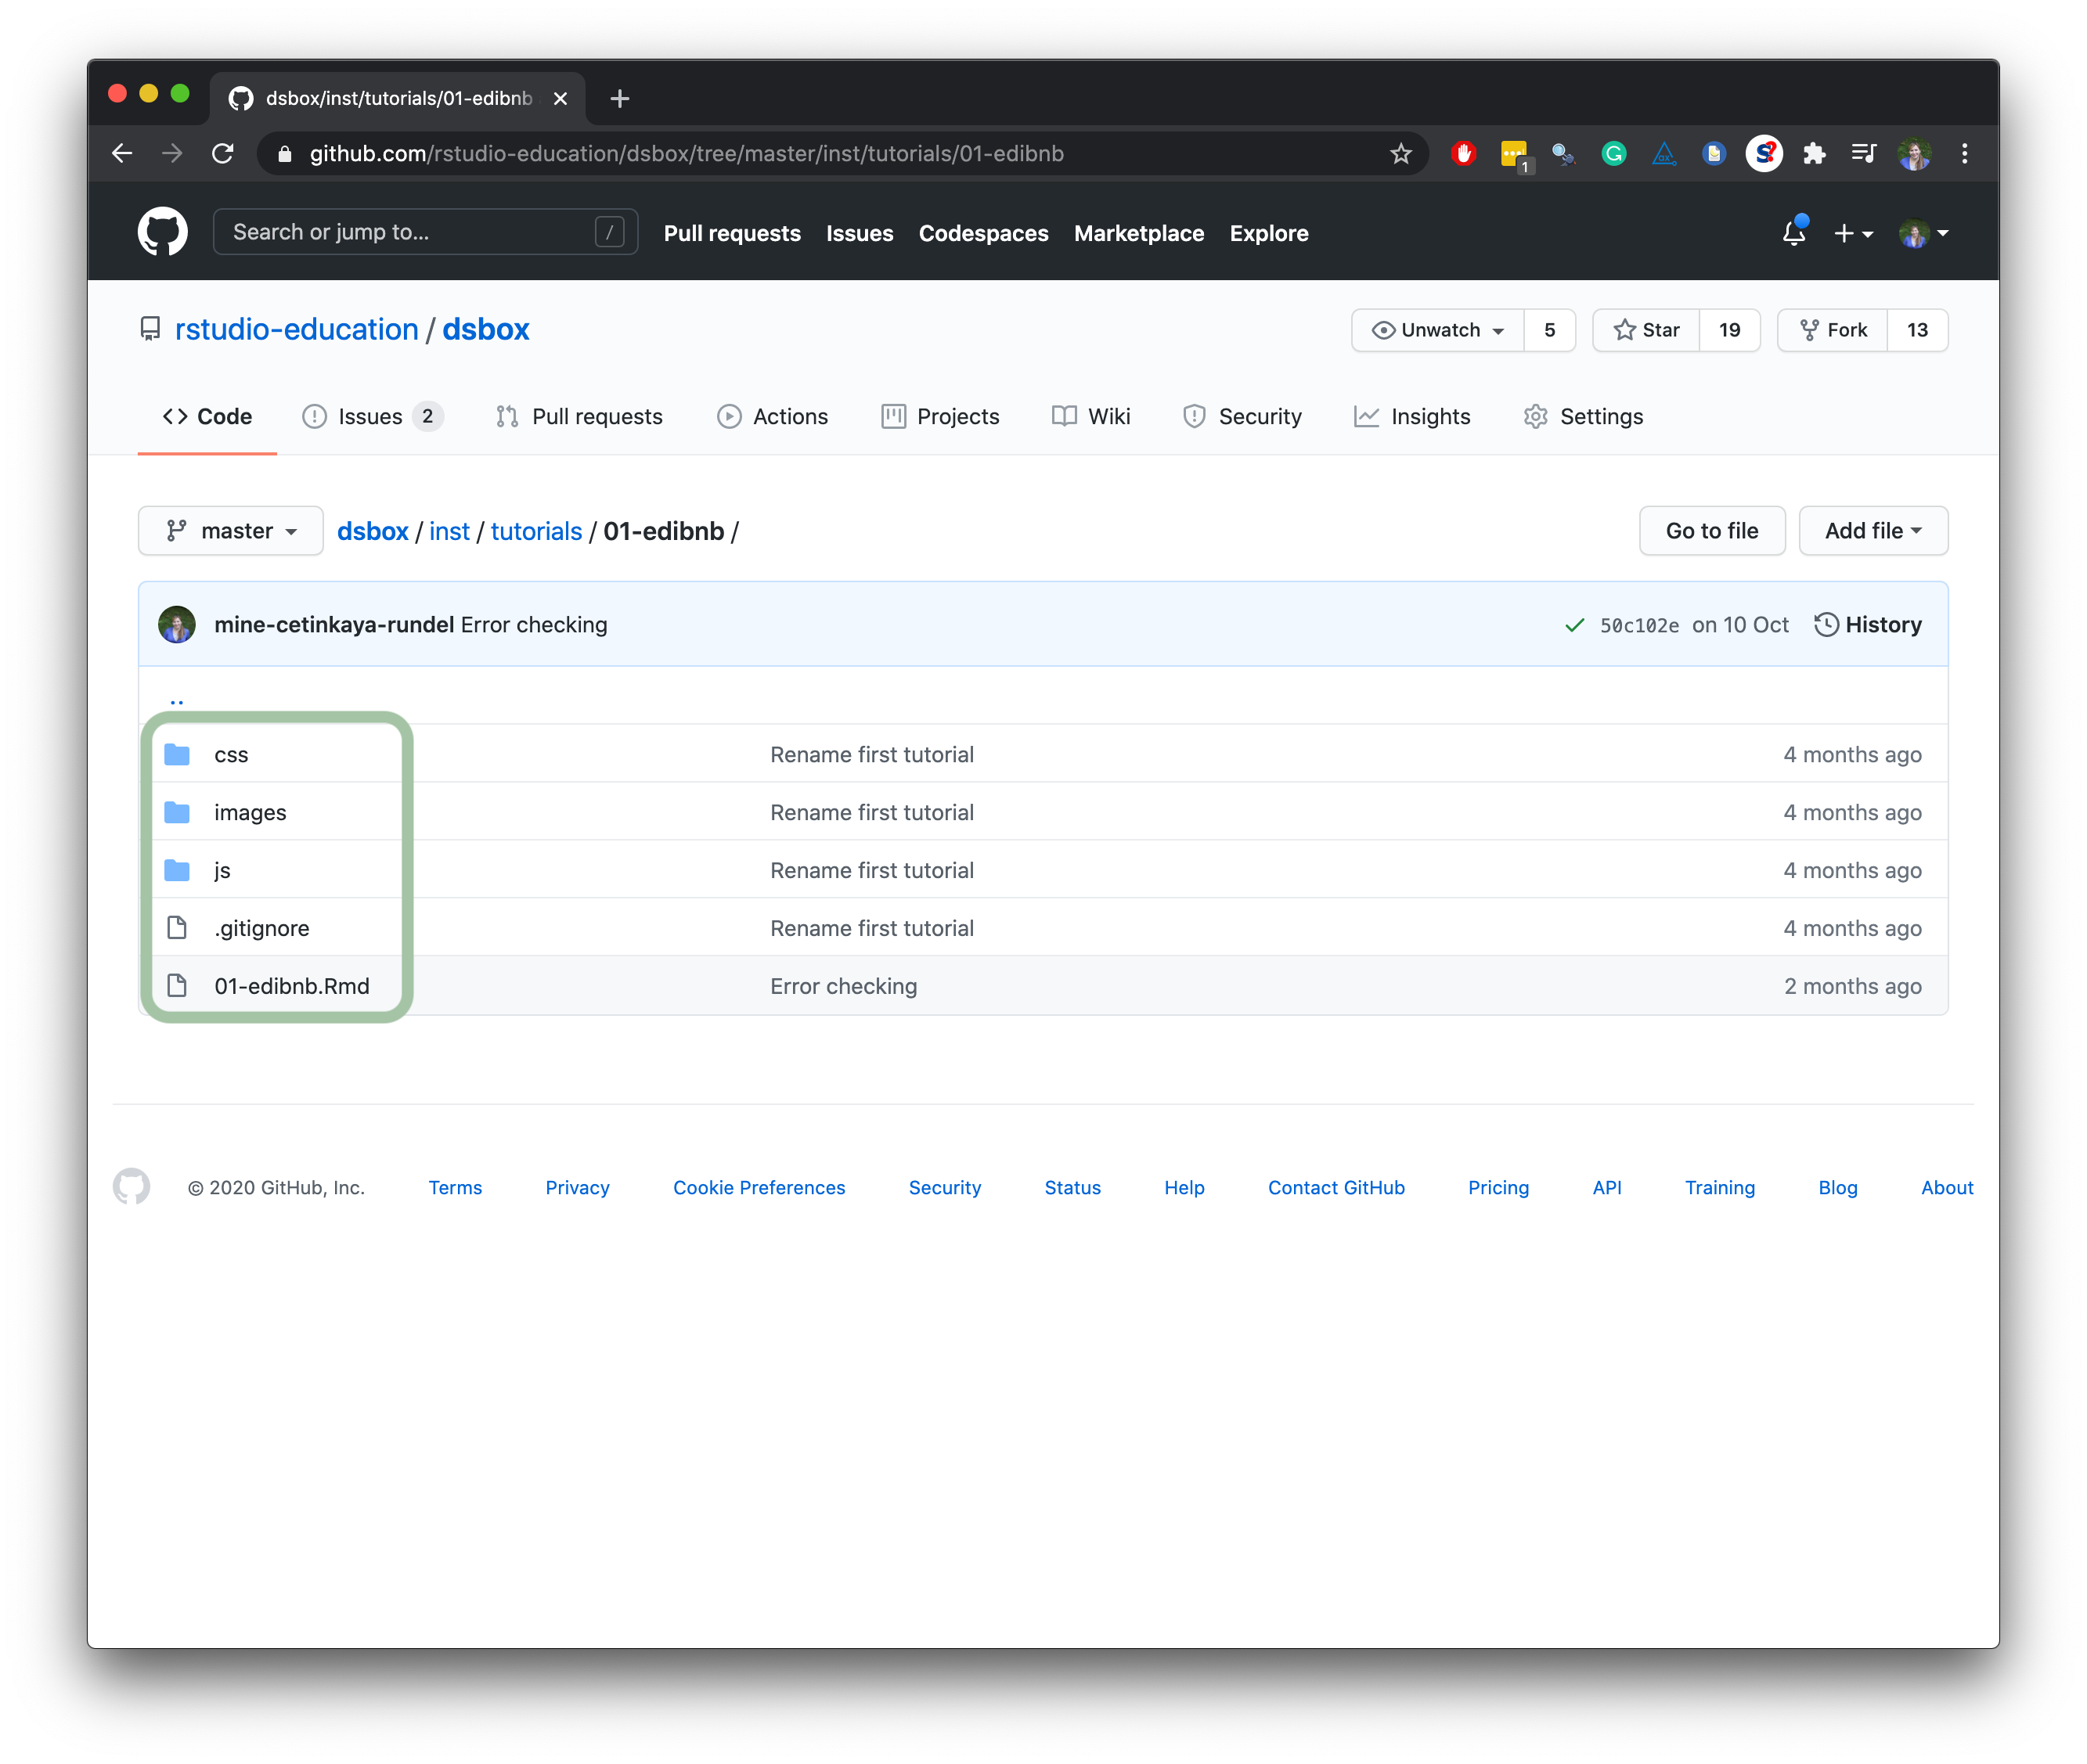 dsbox/inst/tutorials/01-edibnb
github.com/rstudio-education/dsbox/tree/master/inst/tutorials/01-edibnb
1
Search or jump to... / Pull requests Issues Codespaces Marketplace Explore
rstudio-education / dsbox Unwatch 5 Star 19 Fork 13
Code Issues 2 Pull requests Actions Projects Wiki Security Insights Settings
master dsbox / inst / tutorials / 01-edibnb / Go to file Add file
mine-cetinkaya-rundel Error checking 50c102e on 10 Oct History
..
css Rename first tutorial 4 months ago
images Rename first tutorial 4 months ago
js Rename first tutorial 4 months ago
.gitignore Rename first tutorial 4 months ago
01-edibnb.Rmd Error checking 2 months ago
© 2020 GitHub, Inc. Terms Privacy Cookie Preferences Security Status Help Contact GitHub Pricing API Training Blog About